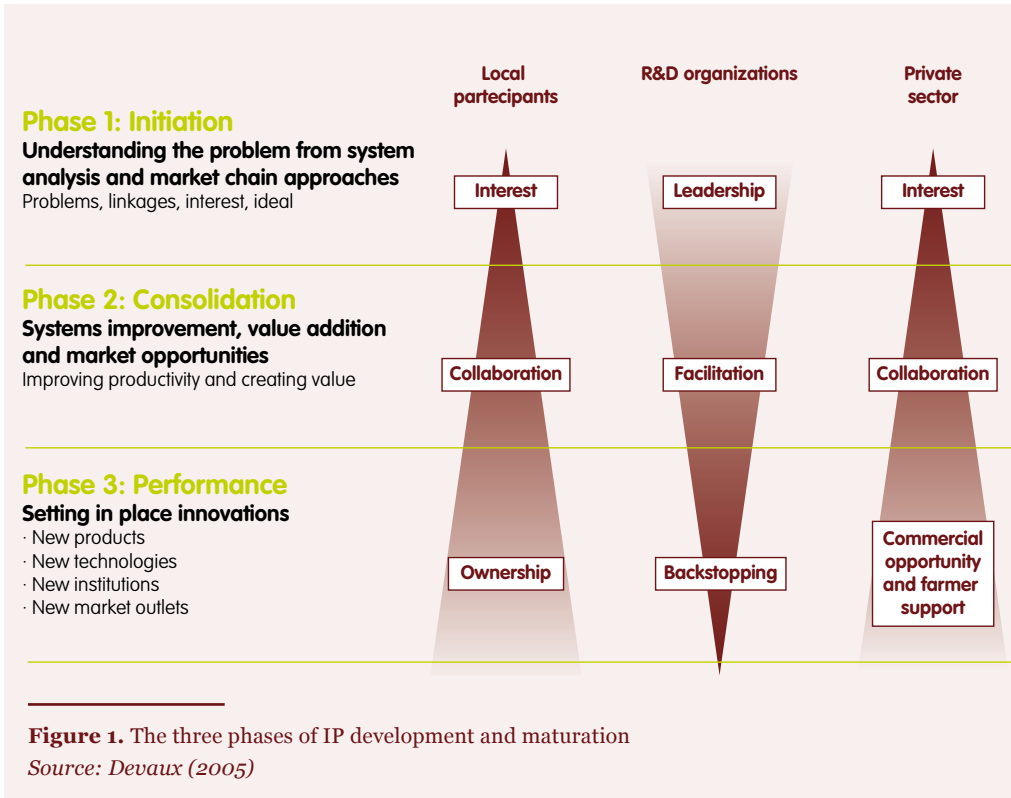 Local
partecipants
R&D organizations
Private
sector
Phase 1: Initiation
Understanding the problem from system
analysis and market chain approaches
Problems, linkages, interest, ideal
Interest
Leadership
Interest
Phase 2: Consolidation
Systems improvement, value addition
and market opportunities
Improving productivity and creating value
Collaboration
Facilitation
Collaboration
Phase 3: Performance
Setting in place innovations
· New products
· New technologies
· New institutions
· New market outlets
Ownership
Backstopping
Commercial
opportunity
and farmer
support
Figure 1. The three phases of IP development and maturation
Source: Devaux (2005)